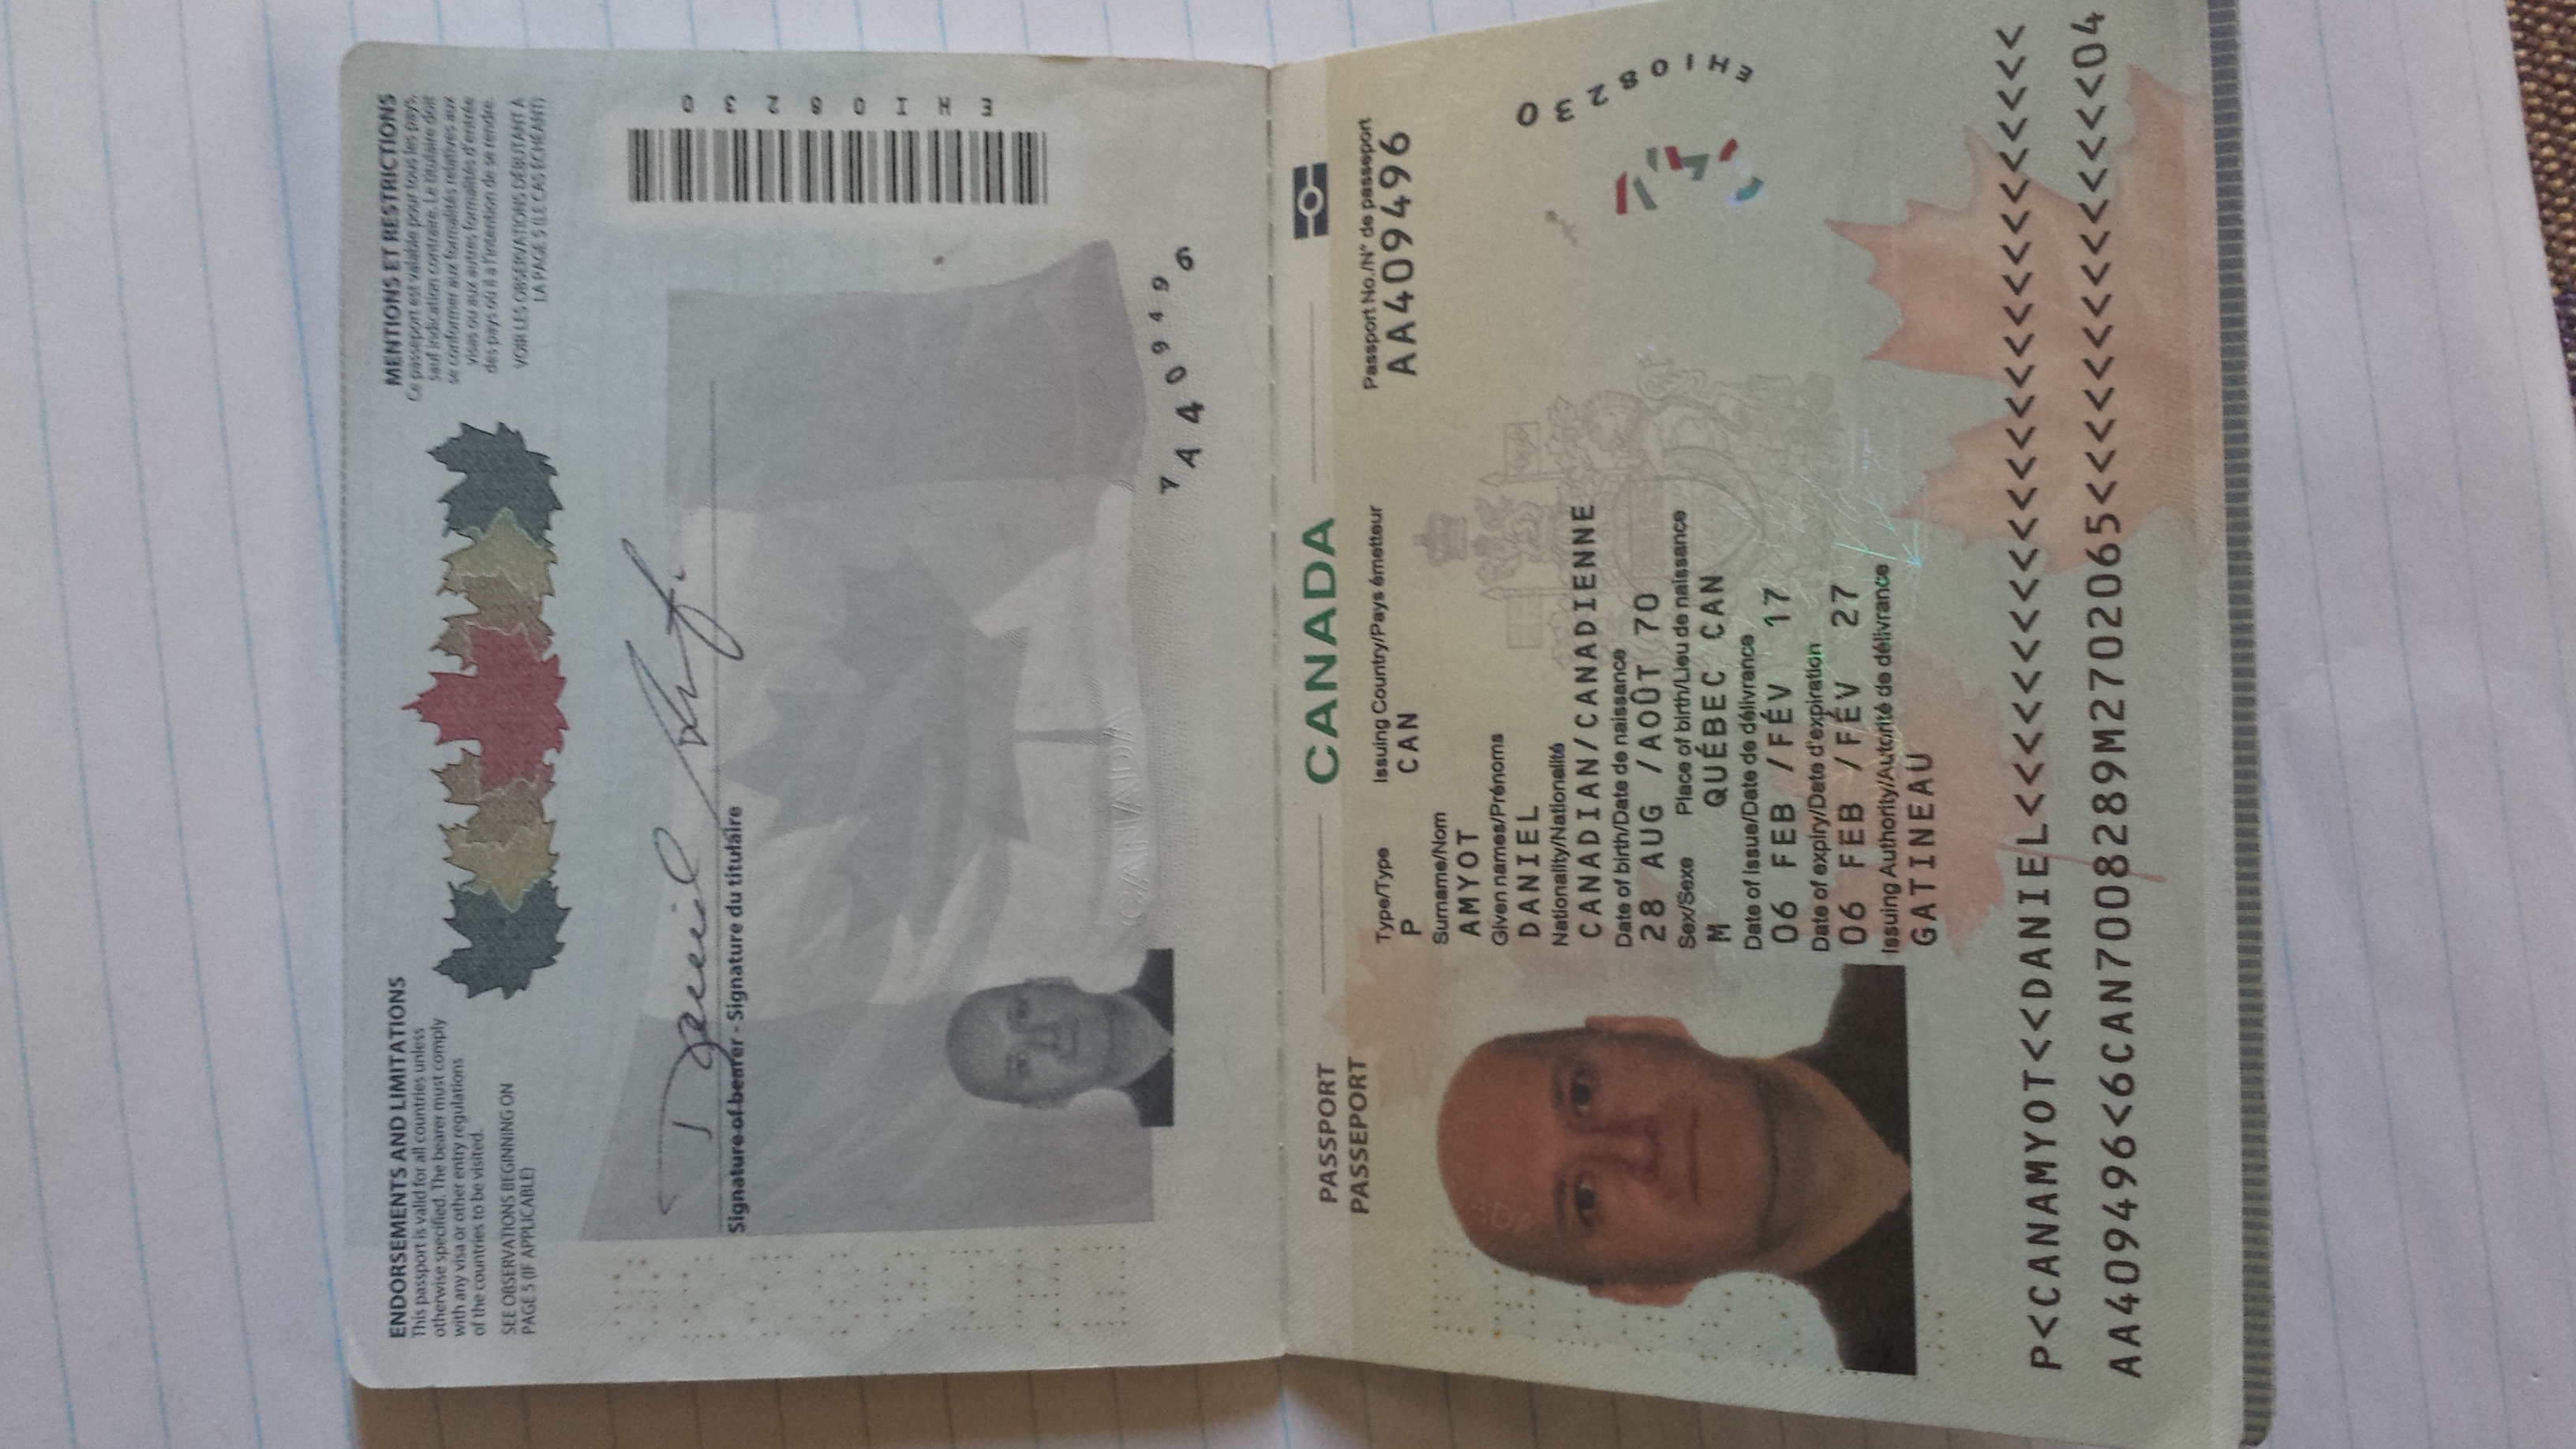 ENDORSEMENTS AND LIMITATIONS
This passport is valid for all countries unless
otherwise specified. The bearer must comply
with any visa or other entry regulations
of the countries to be visited.
SEE OBSERVATIONS BEGINNING ON
PAGE 5 (IF APPLICABLE)
MENTIONS ET RESTRICTIONS
Ce passeport est valable pour tous les pays,
sauf indication contraire. Le titulaire doit
se conformer aux formalités relatives aux
visas ou aux autres formalités d'entrée
des pays où il a l'intention de se rendre.
VOIR LES OBSERVATIONS DÉBUTANT À
LA PAGE 5 (LE CAS ÉCHÉANT)
Signature of bearer - Signature du titulaire
CANADA
EHI08230
CANADA
PASSPORT
PASSEPORT
Type/Type
Issuing Country/Pays émetteur
Passport No./N° de passeport
P
CAN
AA409496
Surname/Nom
AMYOT
Given names/Prénoms
DANIEL
Nationality/Nationalité
CANADIAN/CANADIENNE
Date of birth/Date de naissance
28 AUG /AOÛT 70
Sex/Sexe Place of birth/Lieu de naissance
M QUÉBEC CAN
Date of issue/Date de délivrance
06 FEB /FÉV 17
Date of expiry/Date d'expiration
06 FEB /FÉV 27
Issuing Authority/Autorité de délivrance
GATINEAU
EHI08230
P<CANAMYOT<<DANIEL<<<<<<<<<<<<<<<<<<<<<<<<<<
AA409496<6CAN7008289M2702065<<<<<<<<<<<<<<04